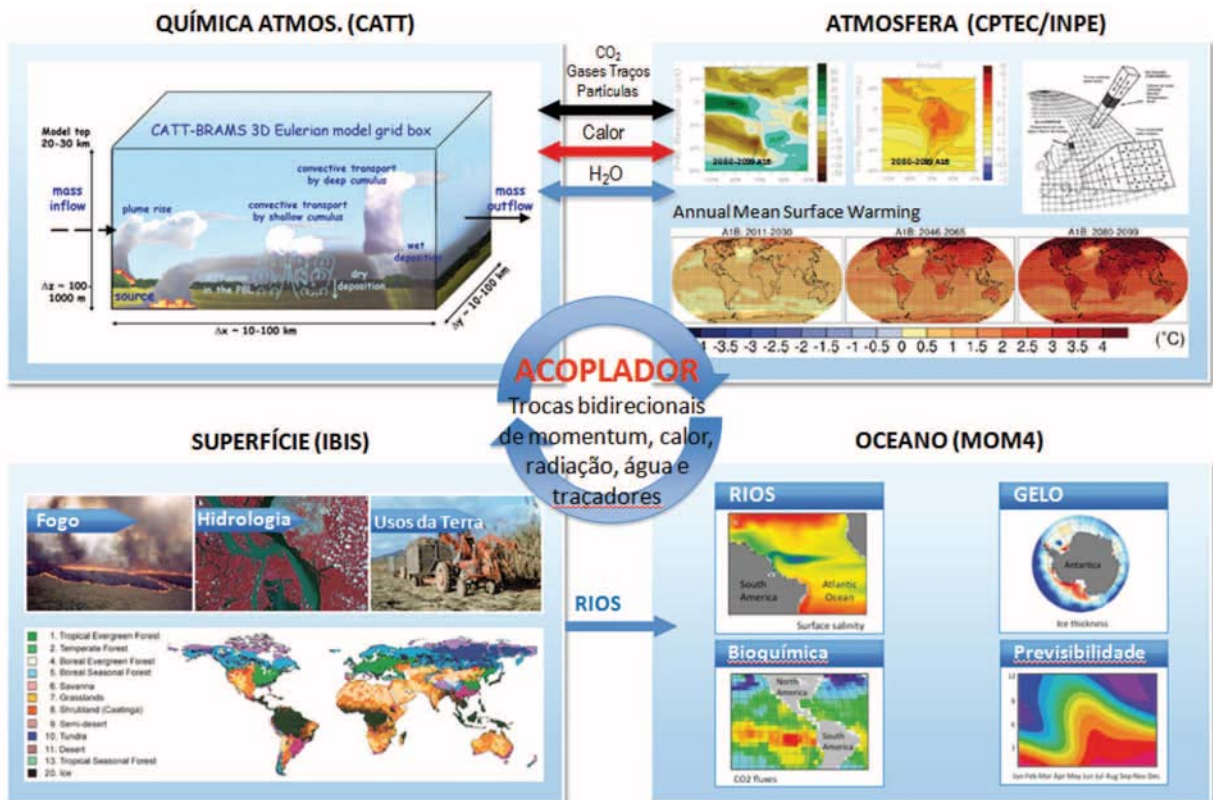 QUÍMICA ATMOS. (CATT)
ATMOSFERA (CPTEC/INPE)
CATT-BRAMS 3D Eulerian model grid box
Model top
20-30 km
mass
inflow
plume rise
convective transport
by deep cumulus
convective transport
by shallow cumulus
mass
outflow
wet
deposition
dry
deposition
in the PBL
source
Δz ~ 100
1000 m
Δx ~ 10-100 km
Δy ~ 10-100 km
CO2
Gases Traços
Partículas
Calor
H2O
2080-2099 A1B
2080-2099 A1B
Annual Mean Surface Warming
A1B: 2011-2030
A1B: 2046-2065
A1B: 2080-2099
-3.5 -3 -2.5 -2 -1.5 -1 -0.5 0 0.5 1 1.5 2 2.5 3 3.5 4
(°C)
ACOPLADOR
Trocas bidirecionais
de momentum, calor,
radiação, água e
traçadores
SUPERFÍCIE (IBIS)
Fogo
Hidrologia
Usos da Terra
1. Tropical Evergreen Forest
2. Temperate Forest
4. Boreal Evergreen Forest
5. Boreal Seasonal Forest
6. Savanna
7. Grasslands
8. Shrubland (Caatinga)
9. Semi-desert
10. Tundra
11. Desert
13. Tropical Seasonal Forest
20. Ice
RIOS
OCEANO (MOM4)
RIOS
South
America
Atlantic
Ocean
Surface salinity
GELO
Antartica
Ice thickness
Bioquímica
North
America
South
America
CO2 fluxes
Previsibilidade
12
9
6
3
Jan Feb Mar Apr May Jun Jul Aug Sep Nov Dec